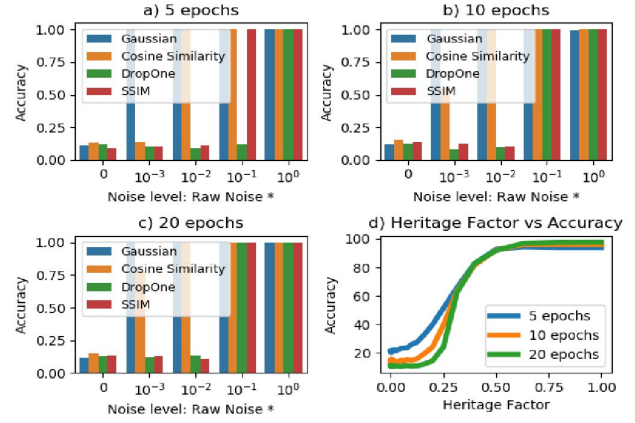 a) 5 epochs
1.00
0.75
0.50
0.25
0.00
Accuracy
Gaussian
Cosine Similarity
DropOne
SSIM
0 10⁻³ 10⁻² 10⁻¹ 10⁰
Noise level: Raw Noise *
b) 10 epochs
1.00
0.75
0.50
0.25
0.00
Accuracy
Gaussian
Cosine Similarity
DropOne
SSIM
0 10⁻³ 10⁻² 10⁻¹ 10⁰
Noise level: Raw Noise *
c) 20 epochs
1.00
0.75
0.50
0.25
0.00
Accuracy
Gaussian
Cosine Similarity
DropOne
SSIM
0 10⁻³ 10⁻² 10⁻¹ 10⁰
Noise level: Raw Noise *
d) Heritage Factor vs Accuracy
100
80
60
40
20
Accuracy
5 epochs
10 epochs
20 epochs
0.00 0.25 0.50 0.75 1.00
Heritage Factor